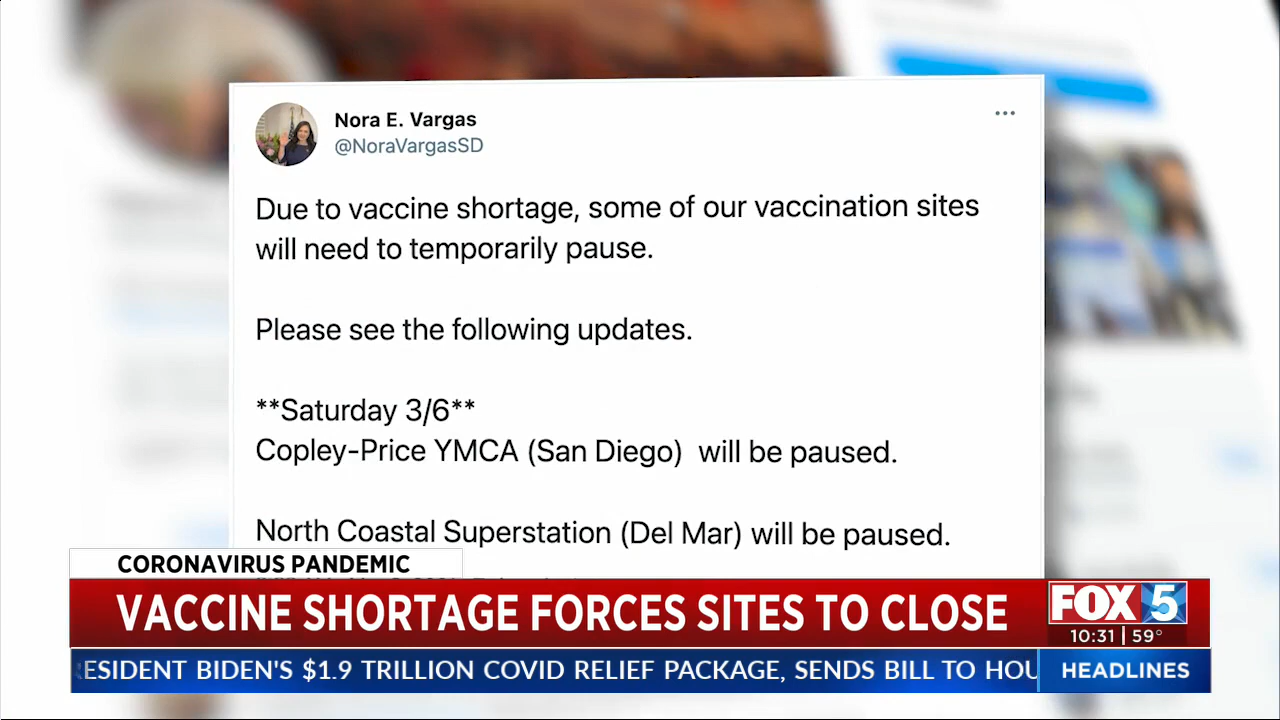 Nora E. Vargas
@NoraVargasSD
Due to vaccine shortage, some of our vaccination sites
will need to temporarily pause.
Please see the following updates.
**Saturday 3/6**
Copley-Price YMCA (San Diego) will be paused.
North Coastal Superstation (Del Mar) will be paused.
CORONAVIRUS PANDEMIC
VACCINE SHORTAGE FORCES SITES TO CLOSE
FOX 5
10:31 | 59°
ESIDENT BIDEN'S $1.9 TRILLION COVID RELIEF PACKAGE, SENDS BILL TO HOU
HEADLINES